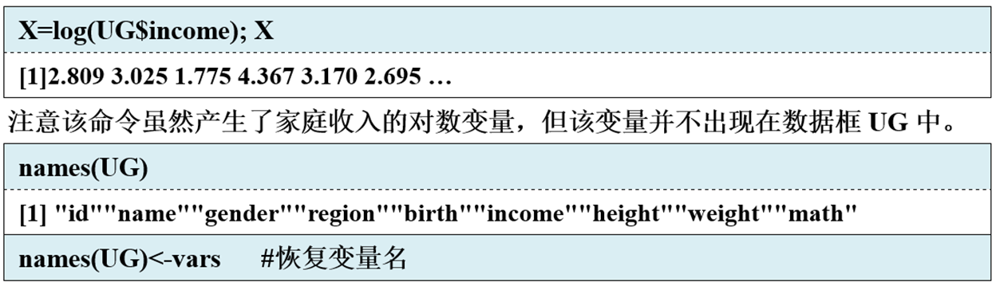 X=log(UG$income); X
[1]2.809 3.025 1.775 4.367 3.170 2.695 …
注意该命令虽然产生了家庭收入的对数变量，但该变量并不出现在数据框 UG 中。
names(UG)
[1] "id""name""gender""region""birth""income""height""weight""math"
names(UG)<-vars #恢复变量名